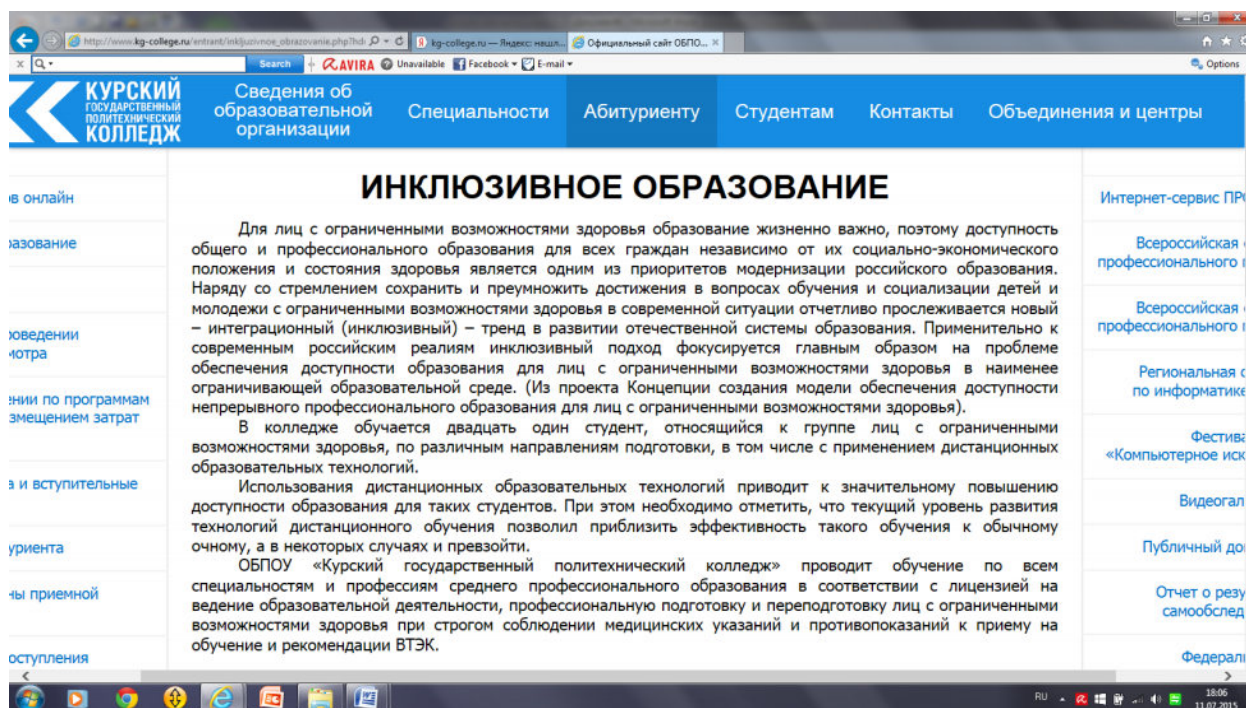 http://www.kg-college.ru/entrant/inkljuzivnoe_obrazovanie.php?hdi
kg-college.ru — Яндекс: нашл...
Официальный сайт ОБПО...
Search
AVIRA
Unavailable
Facebook
E-mail
Options
КУРСКИЙ
ГОСУДАРСТВЕННЫЙ
ПОЛИТЕХНИЧЕСКИЙ
КОЛЛЕДЖ
Сведения об
образовательной
организации
Специальности
Абитуриенту
Студентам
Контакты
Объединения и центры
ов онлайн
разование
роведении
мотра
ении по программам
змещением затрат
а и вступительные
уриента
ны приемной
оступления
ИНКЛЮЗИВНОЕ ОБРАЗОВАНИЕ
Для лиц с ограниченными возможностями здоровья образование жизненно важно, поэтому доступность
общего и профессионального образования для всех граждан независимо от их социально-экономического
положения и состояния здоровья является одним из приоритетов модернизации российского образования.
Наряду со стремлением сохранить и преумножить достижения в вопросах обучения и социализации детей и
молодежи с ограниченными возможностями здоровья в современной ситуации отчетливо прослеживается новый
– интеграционный (инклюзивный) – тренд в развитии отечественной системы образования. Применительно к
современным российским реалиям инклюзивный подход фокусируется главным образом на проблеме
обеспечения доступности образования для лиц с ограниченными возможностями здоровья в наименее
ограничивающей образовательной среде. (Из проекта Концепции создания модели обеспечения доступности
непрерывного профессионального образования для лиц с ограниченными возможностями здоровья).
В колледже обучается двадцать один студент, относящийся к группе лиц с ограниченными
возможностями здоровья, по различным направлениям подготовки, в том числе с применением дистанционных
образовательных технологий.
Использования дистанционных образовательных технологий приводит к значительному повышению
доступности образования для таких студентов. При этом необходимо отметить, что текущий уровень развития
технологий дистанционного обучения позволил приблизить эффективность такого обучения к обычному
очному, а в некоторых случаях и превзойти.
ОБПОУ «Курский государственный политехнический колледж» проводит обучение по всем
специальностям и профессиям среднего профессионального образования в соответствии с лицензией на
ведение образовательной деятельности, профессиональную подготовку и переподготовку лиц с ограниченными
возможностями здоровья при строгом соблюдении медицинских указаний и противопоказаний к приему на
обучение и рекомендации ВТЭК.
Интернет-сервис ПР
Всероссийская
профессионального
Всероссийская
профессионального
Региональная
по информатике
Фестива
«Компьютерное иск
Видеогал
Публичный до
Отчет о резу
самообслед
Федерал
RU
18:06
11.07.2015